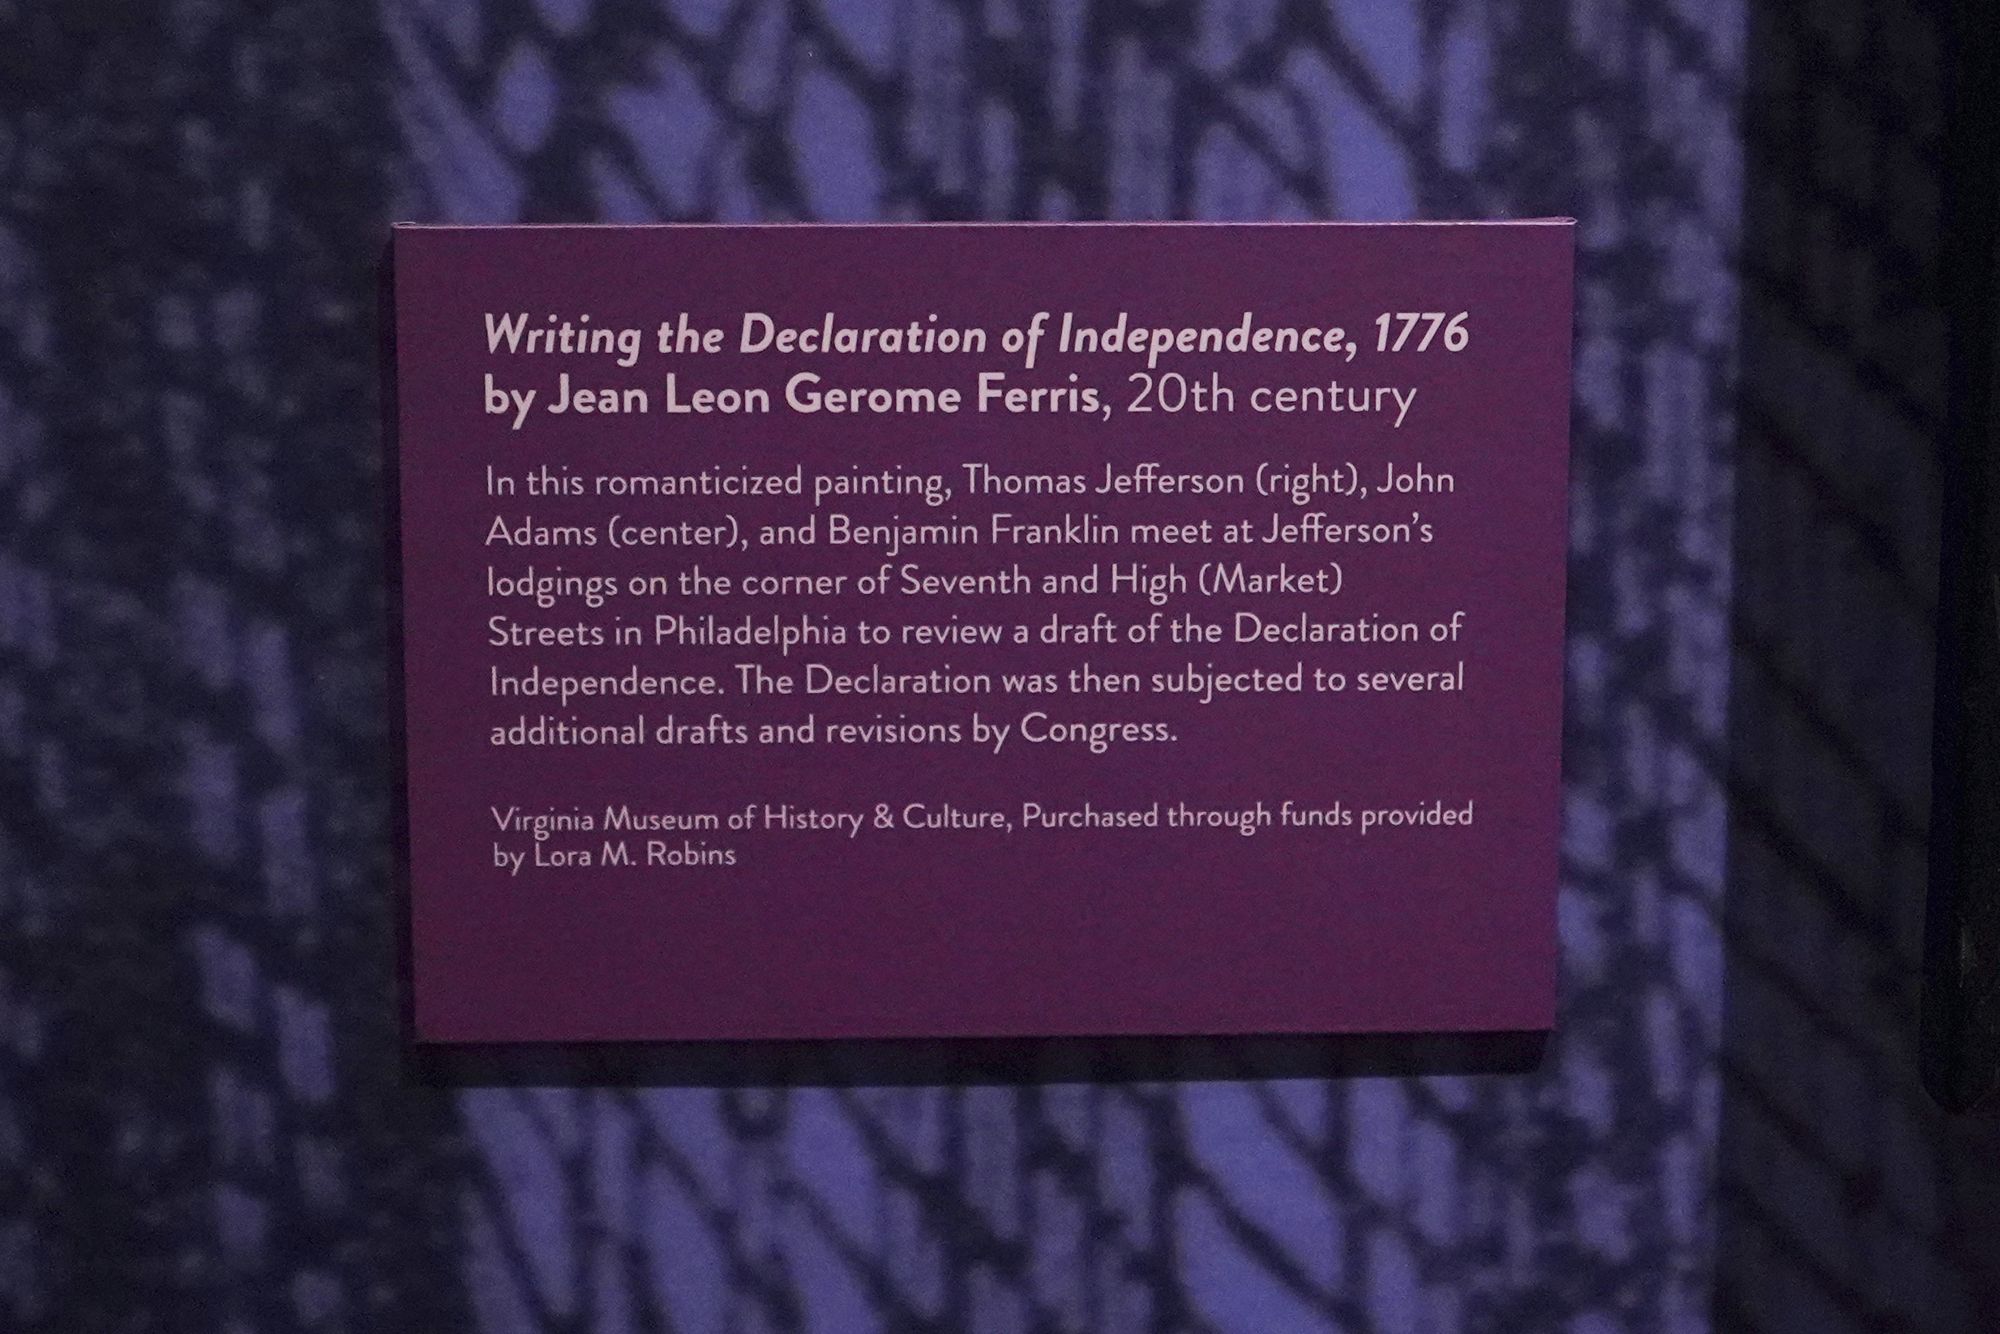 Writing the Declaration of Independence, 1776
by Jean Leon Gerome Ferris, 20th century
In this romanticized painting, Thomas Jefferson (right), John
Adams (center), and Benjamin Franklin meet at Jefferson’s
lodgings on the corner of Seventh and High (Market)
Streets in Philadelphia to review a draft of the Declaration of
Independence. The Declaration was then subjected to several
additional drafts and revisions by Congress.
Virginia Museum of History & Culture, Purchased through funds provided
by Lora M. Robins